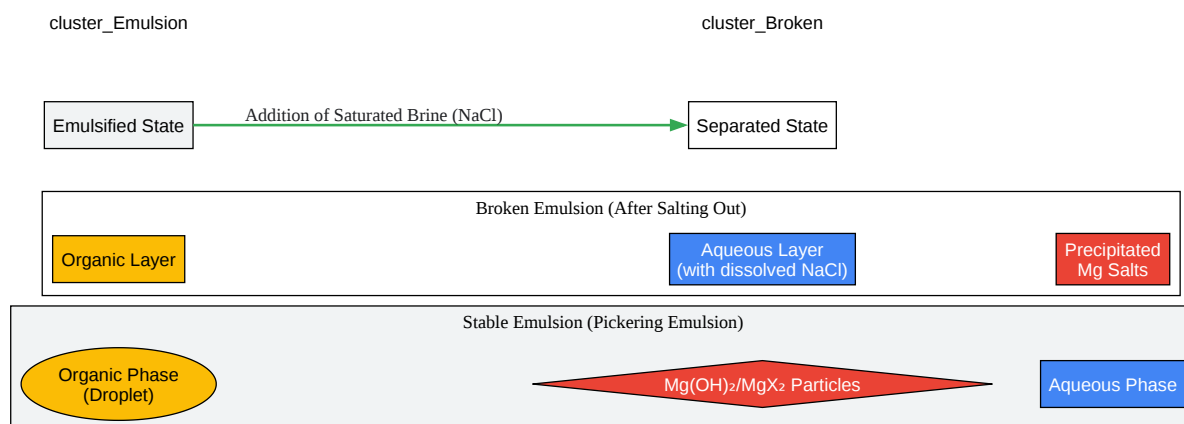 cluster_Emulsion
cluster_Broken
Emulsified State
Addition of Saturated Brine (NaCl)
Separated State
Broken Emulsion (After Salting Out)
Organic Layer
Aqueous Layer
(with dissolved NaCl)
Precipitated
Mg Salts
Stable Emulsion (Pickering Emulsion)
Organic Phase
(Droplet)
Mg(OH)₂/MgX₂ Particles
Aqueous Phase